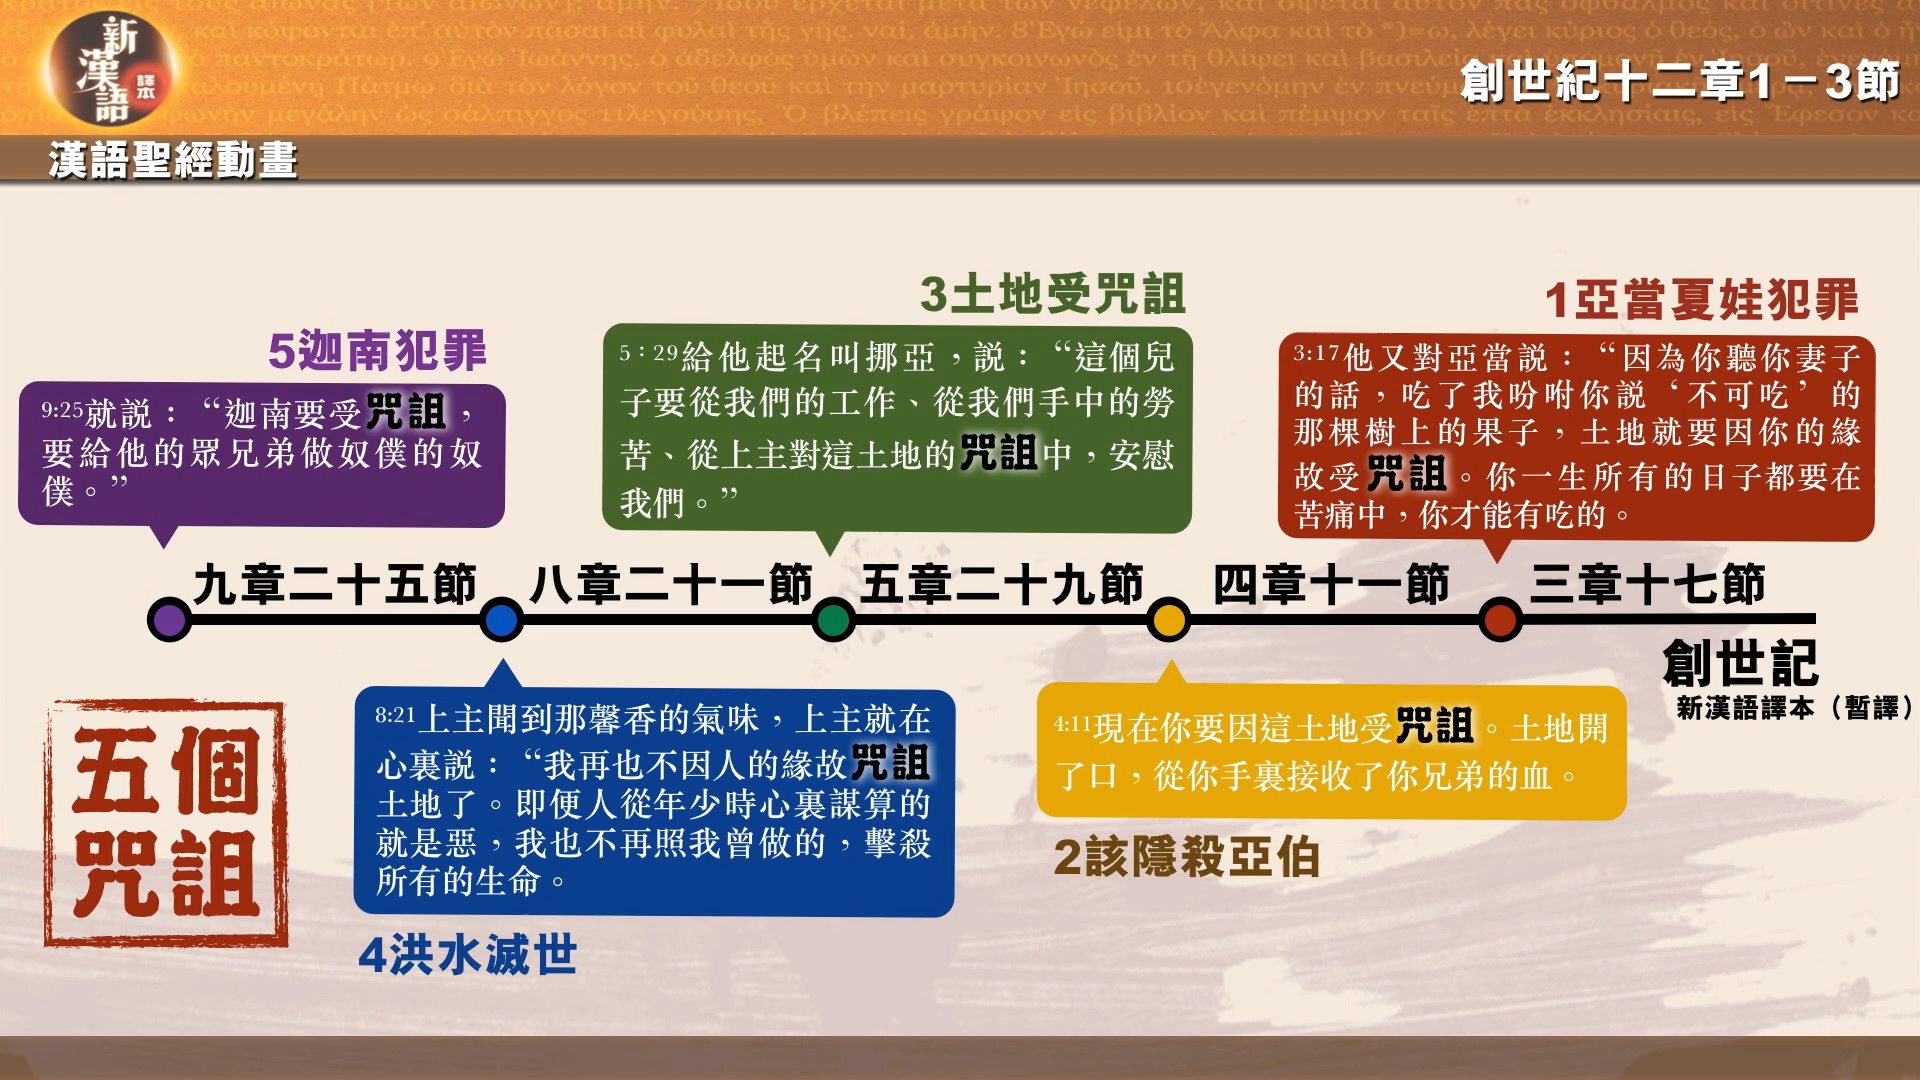 新漢語譯本
創世紀十二章1－3節
漢語聖經動畫
1亞當夏娃犯罪
3:17他又對亞當説：“因為你聽你妻子
的話，吃了我吩咐你説‘不可吃’的
那棵樹上的果子，土地就要因你的緣
故受咒詛。你一生所有的日子都要在
苦痛中，你才能有吃的。
3土地受咒詛
5：29給他起名叫挪亞，説：“這個兒
子要從我們的工作、從我們手中的勞
苦、從上主對這土地的咒詛中，安慰
我們。”
5迦南犯罪
9:25就説：“迦南要受咒詛，
要給他的眾兄弟做奴僕的奴
僕。”
九章二十五節 八章二十一節 五章二十九節 四章十一節 三章十七節
創世記
新漢語譯本（暫譯）
4:11現在你要因這土地受咒詛。土地開
了口，從你手裏接收了你兄弟的血。
2該隱殺亞伯
8:21上主聞到那馨香的氣味，上主就在
心裏説：“我再也不因人的緣故咒詛
土地了。即便人從年少時心裏謀算的
就是惡，我也不再照我曾做的，擊殺
所有的生命。
4洪水滅世
五個
咒詛